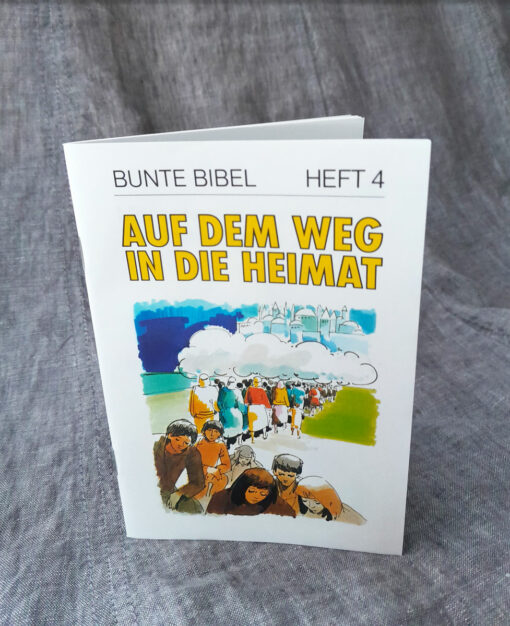 BUNTE BIBEL HEFT 4
AUF DEM WEG
IN DIE HEIMAT